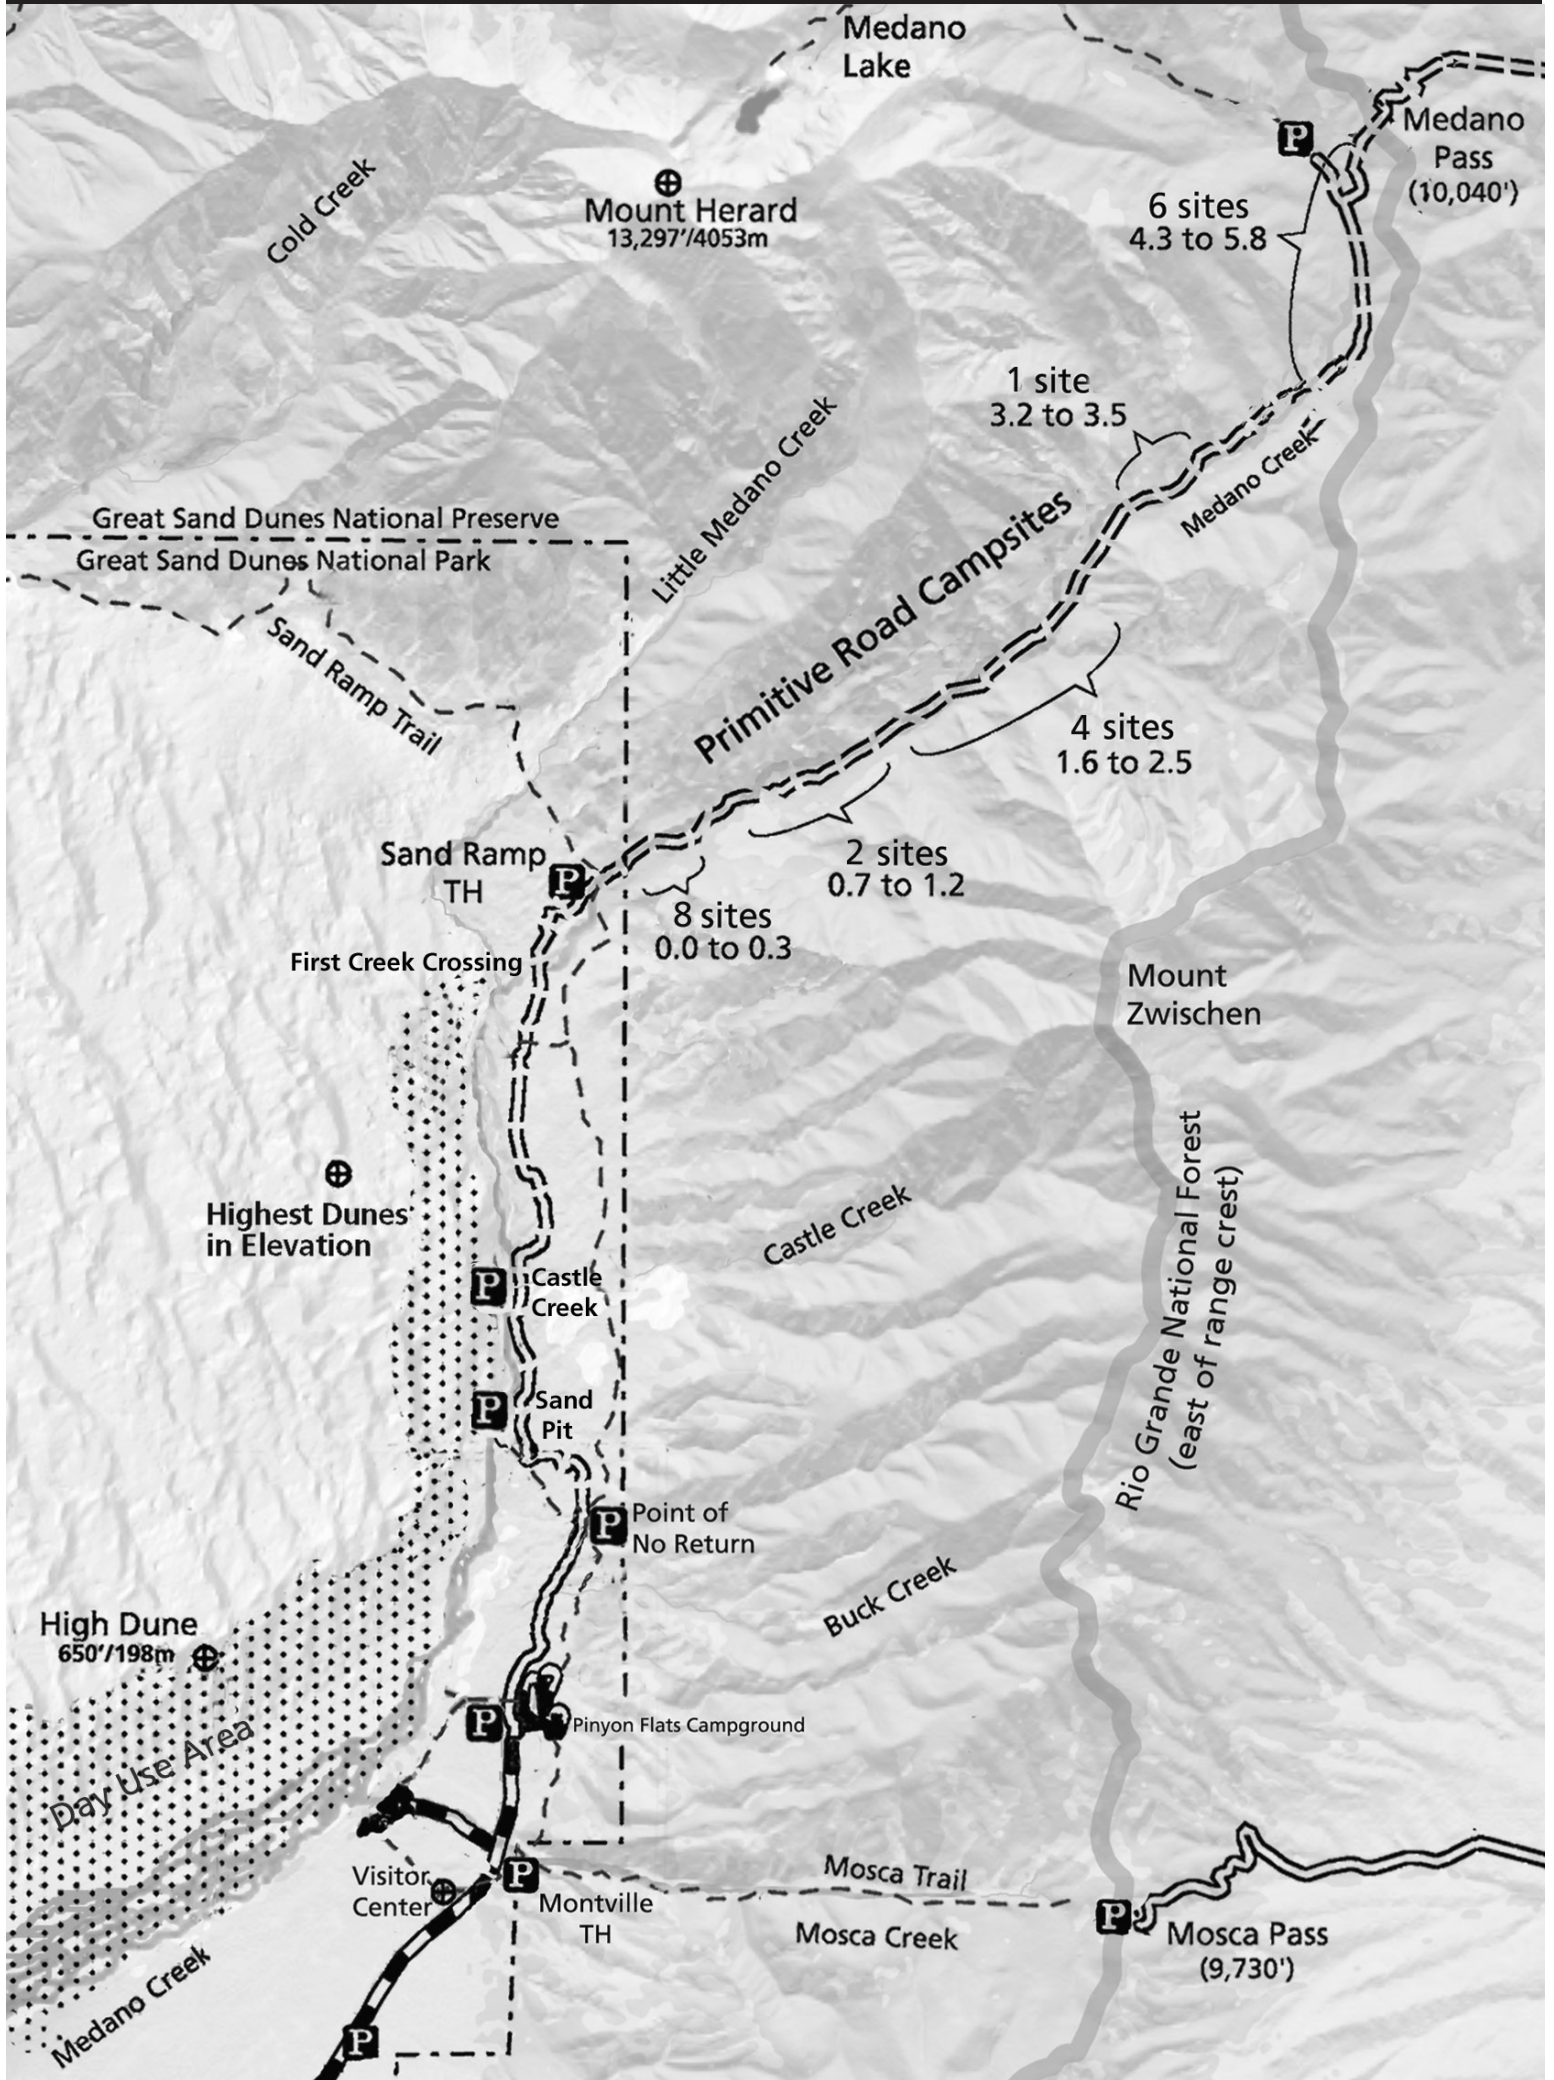 Medano
Lake
Medano
Pass
(10,040')
P
Cold Creek
Mount Herard
13,297'/4053m
6 sites
4.3 to 5.8
1 site
3.2 to 3.5
Little Medano Creek
Medano Creek
Great Sand Dunes National Preserve
Great Sand Dunes National Park
Primitive Road Campsites
Sand Ramp Trail
4 sites
1.6 to 2.5
Sand Ramp
TH
P
2 sites
0.7 to 1.2
8 sites
0.0 to 0.3
First Creek Crossing
Mount
Zwischen
Highest Dunes
in Elevation
Castle Creek
Rio Grande National Forest
(east of range crest)
P
Castle
Creek
P
Sand
Pit
P
Point of
No Return
Buck Creek
High Dune
650'/198m
P
Pinyon Flats Campground
Day Use Area
Visitor
Center
P
Montville
TH
Mosca Trail
Mosca Creek
P
Mosca Pass
(9,730')
Medano Creek
P